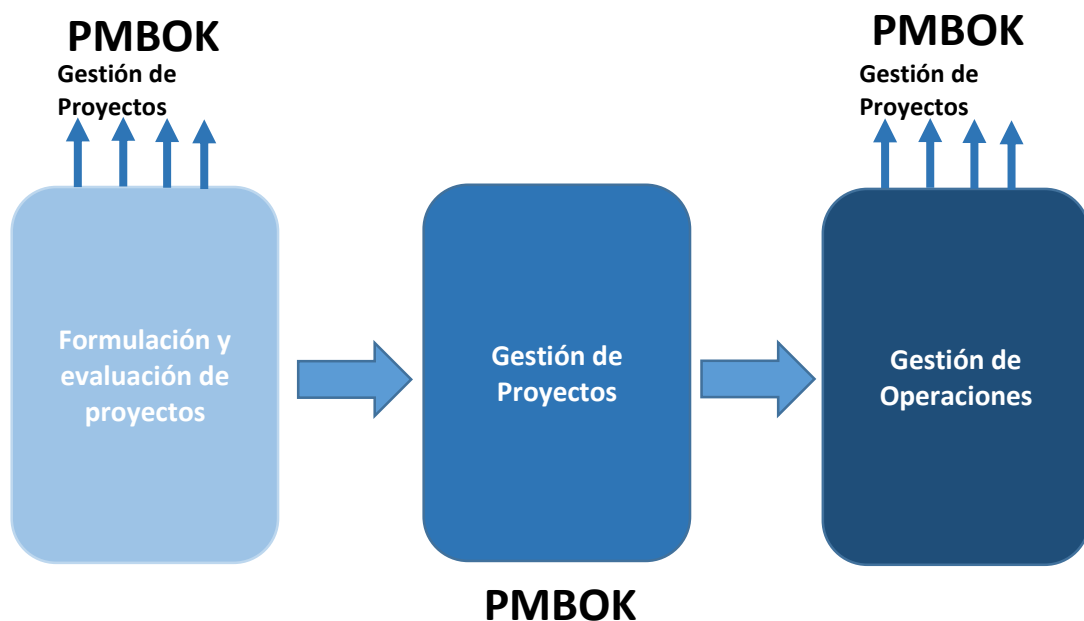 PMBOK
Gestión de
Proyectos
PMBOK
Gestión de
Proyectos
Formulación y
evaluación de
proyectos
Gestión de
Proyectos
Gestión de
Operaciones
PMBOK